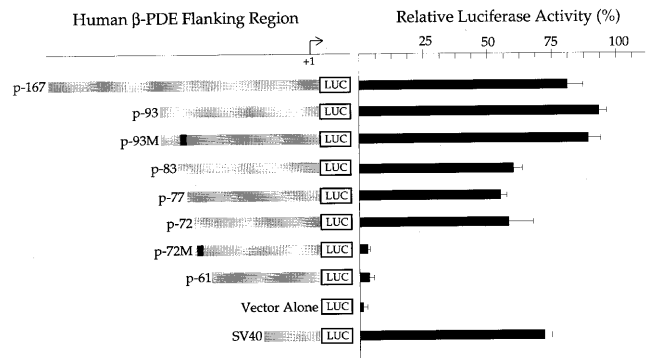 Human β-PDE Flanking Region
Relative Luciferase Activity (%)
+1
25 50 75 100
p-167 LUC
p-93 LUC
p-93M LUC
p-83 LUC
p-77 LUC
p-72 LUC
p-72M LUC
p-61 LUC
Vector Alone LUC
SV40 LUC